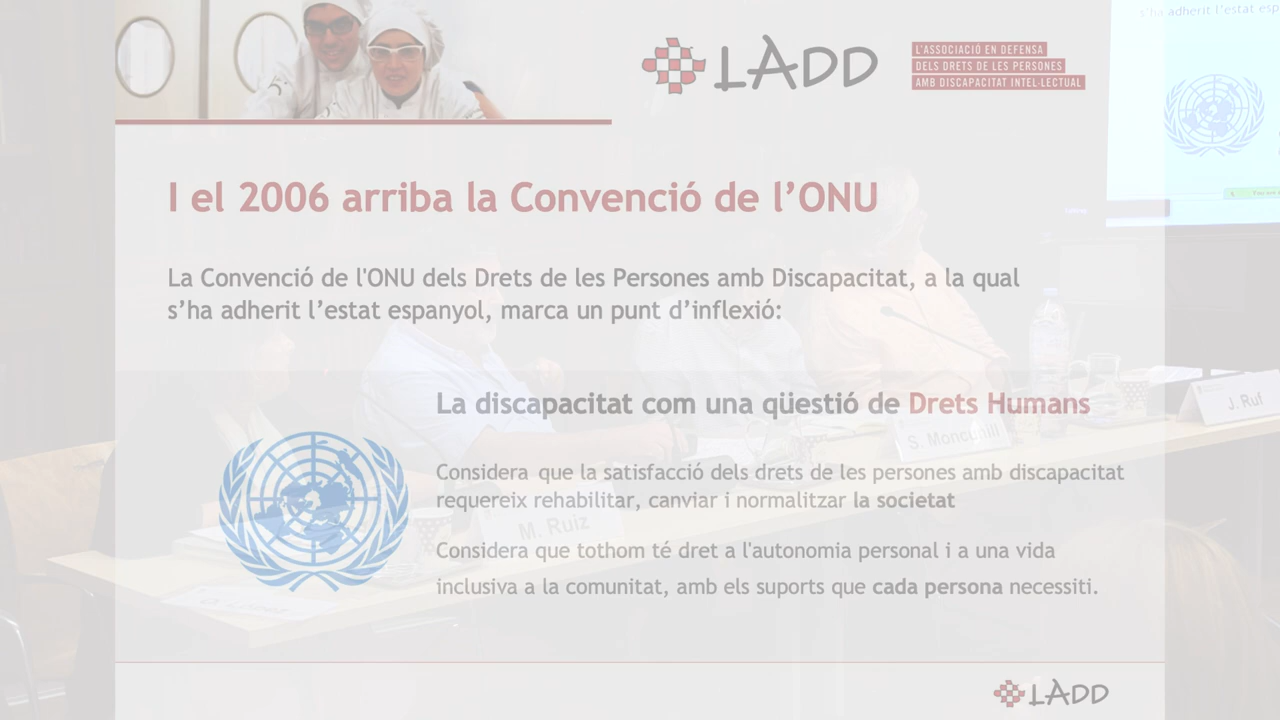 s'ha adherit l'estat esp
LADD
L'ASSOCIACIÓ EN DEFENSA
DELS DRETS DE LES PERSONES
AMB DISCAPACITAT INTEL·LECTUAL
I el 2006 arriba la Convenció de l’ONU
La Convenció de l'ONU dels Drets de les Persones amb Discapacitat, a la qual
s’ha adherit l’estat espanyol, marca un punt d’inflexió:
La discapacitat com una qüestió de Drets Humans
J. Ruf
S. Moncunill
Considera que la satisfacció dels drets de les persones amb discapacitat
requereix rehabilitar, canviar i normalitzar la societat
M. Ruiz
Considera que tothom té dret a l'autonomia personal i a una vida
inclusiva a la comunitat, amb els suports que cada persona necessiti.
LADD